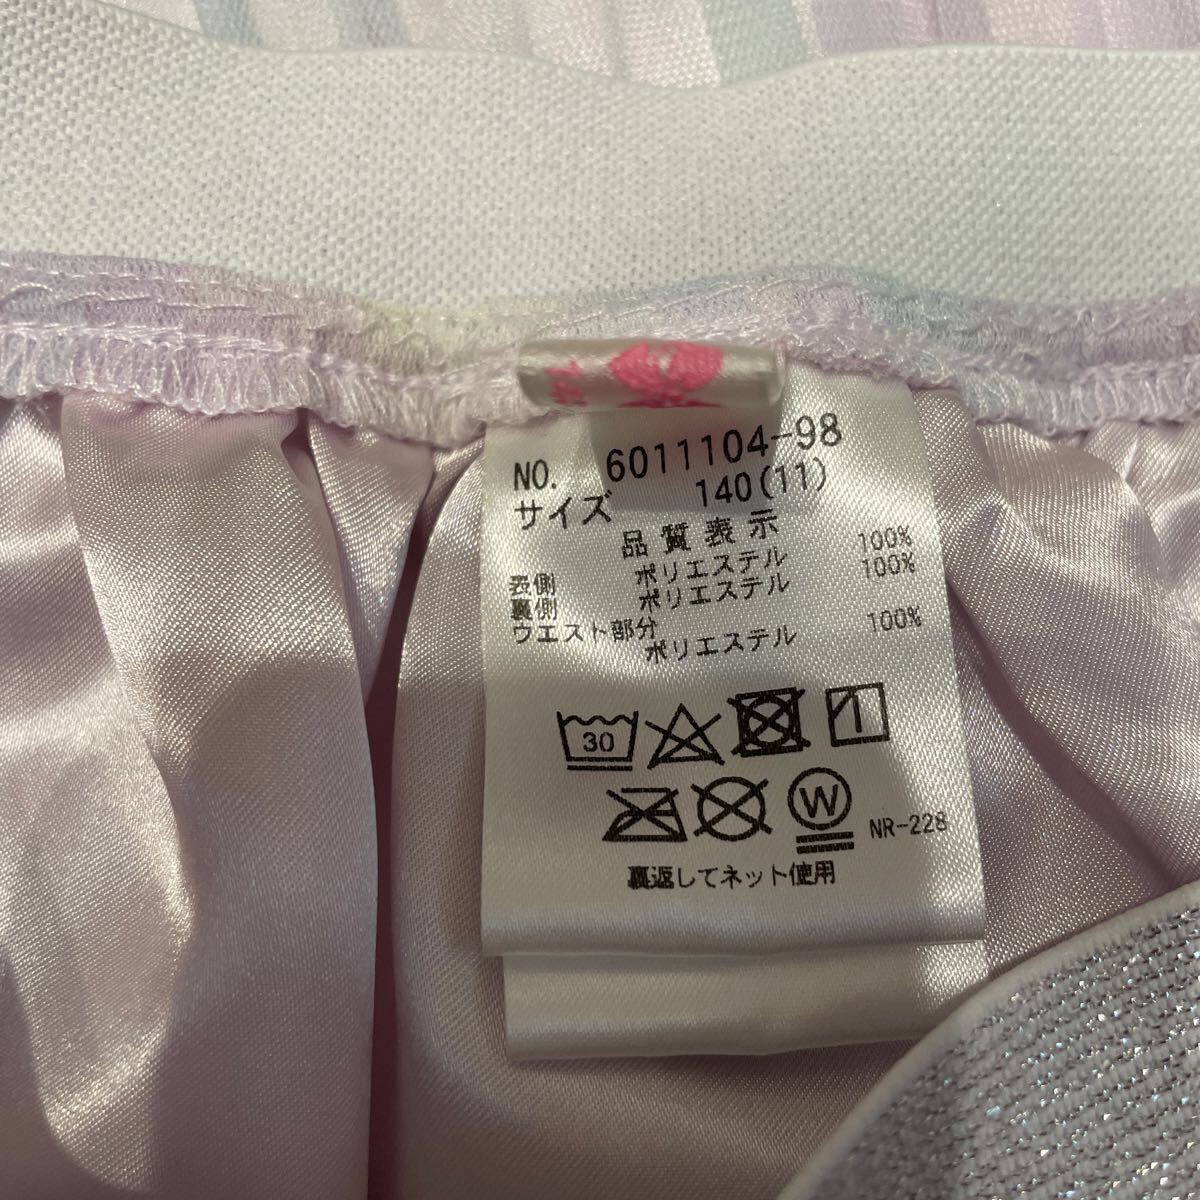 NO. 6011104-98
サイズ 140(11)
品質表示
表側 ポリエステル 100%
裏側 ポリエステル 100%
ウエスト部分
ポリエステル 100%
30
W
NR-228
裏返してネット使用